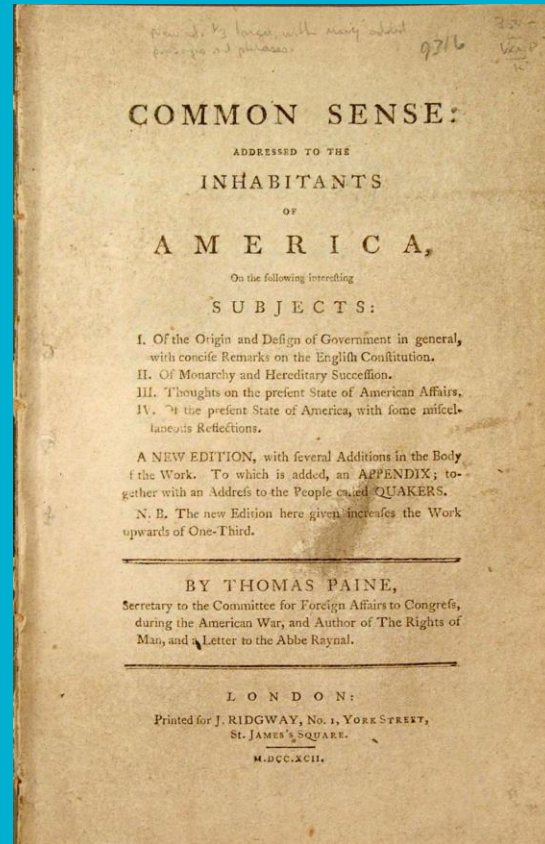 9316
COMMON SENSE:
ADDRESSED TO THE
INHABITANTS
OF
AMERICA,
On the following intereſting
SUBJECTS:
I. Of the Origin and Deſign of Government in general,
with conciſe Remarks on the Engliſh Conſtitution.
II. Of Monarchy and Hereditary Succeſſion.
III. Thoughts on the preſent State of American Affairs.
IV. Of the preſent State of America, with ſome miſcel-
laneous Reflections.
A NEW EDITION, with ſeveral Additions in the Body
of the Work. To which is added, an APPENDIX; to-
gether with an Addreſs to the People called QUAKERS.
N. B. The new Edition here given increaſes the Work
upwards of One-Third.
BY THOMAS PAINE,
Secretary to the Committee for Foreign Affairs to Congreſs,
during the American War, and Author of The Rights of
Man, and a Letter to the Abbe Raynal.
LONDON:
Printed for J. RIDGWAY, No. 1, YORK STREET,
ST. JAMES'S SQUARE.
M.DCC.XCII.